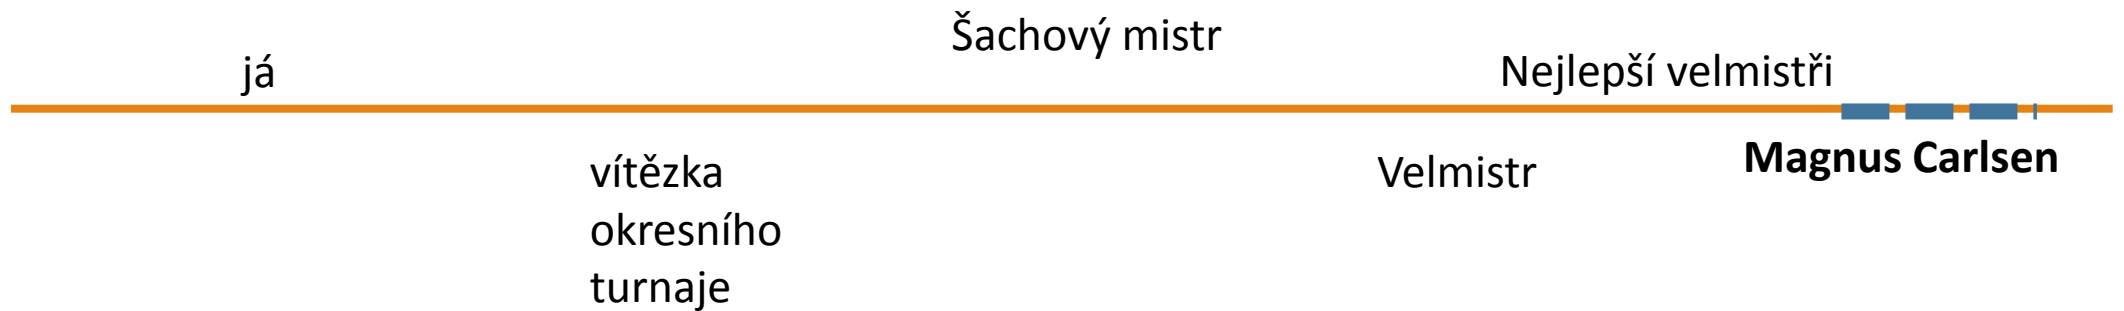 Šachový mistr
já
Nejlepší velmistři
vítězka
okresního
turnaje
Velmistr
Magnus Carlsen